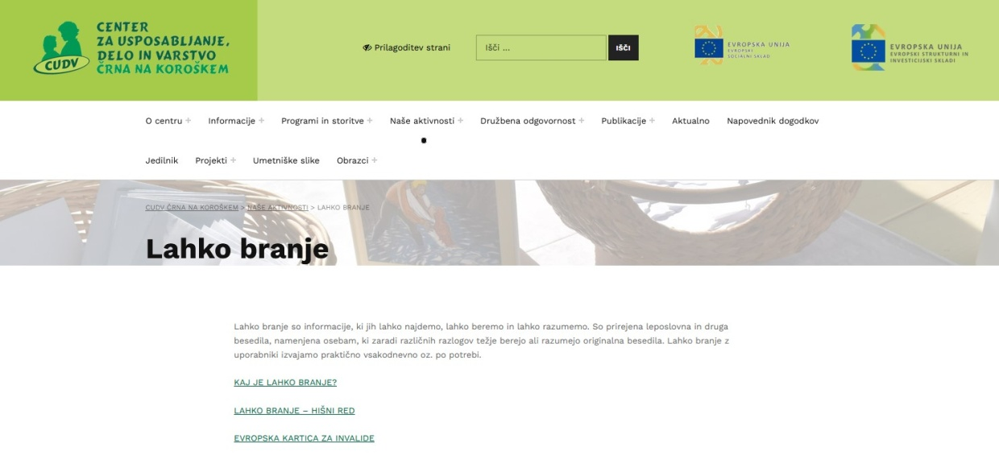 CENTER
ZA USPOSABLJANJE,
DELO IN VARSTVO
ČRNA NA KOROŠKEM
CUDV
Prilagoditev strani
Išči …
IŠČI
EVROPSKA UNIJA
EVROPSKI
SOCIALNI SKLAD
EVROPSKA UNIJA
EVROPSKI STRUKTURNI IN
INVESTICIJSKI SKLADI
O centru + Informacije + Programi in storitve + Naše aktivnosti + Družbena odgovornost + Publikacije + Aktualno Napovednik dogodkov
Jedilnik Projekti + Umetniške slike Obrazci +
CUDV ČRNA NA KOROŠKEM > NAŠE AKTIVNOSTI > LAHKO BRANJE
Lahko branje
Lahko branje so informacije, ki jih lahko najdemo, lahko beremo in lahko razumemo. So prirejena leposlovna in druga
besedila, namenjena osebam, ki zaradi različnih razlogov težje berejo ali razumejo originalna besedila. Lahko branje z
uporabniki izvajamo praktično vsakodnevno oz. po potrebi.
KAJ JE LAHKO BRANJE?
LAHKO BRANJE – HIŠNI RED
EVROPSKA KARTICA ZA INVALIDE